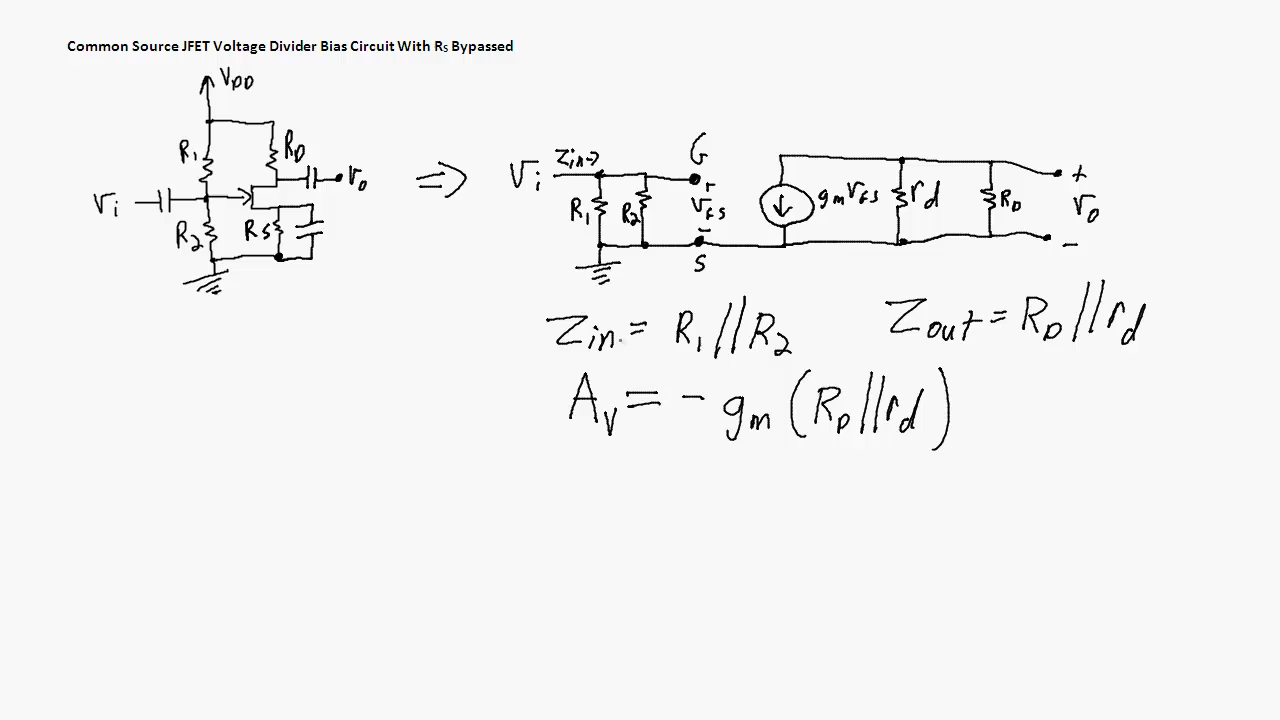 Common Source JFET Voltage Divider Bias Circuit With RS Bypassed
VDD
R1
RD
Vo
Vi
R2
RS
⇒
Vi
Zin→
G
R1
R2
+
VGS
-
S
gmVGS
rd
RD
+
Vo
-
Zin = R1//R2
Zout = RD//rd
Av = - gm (RD//rd)